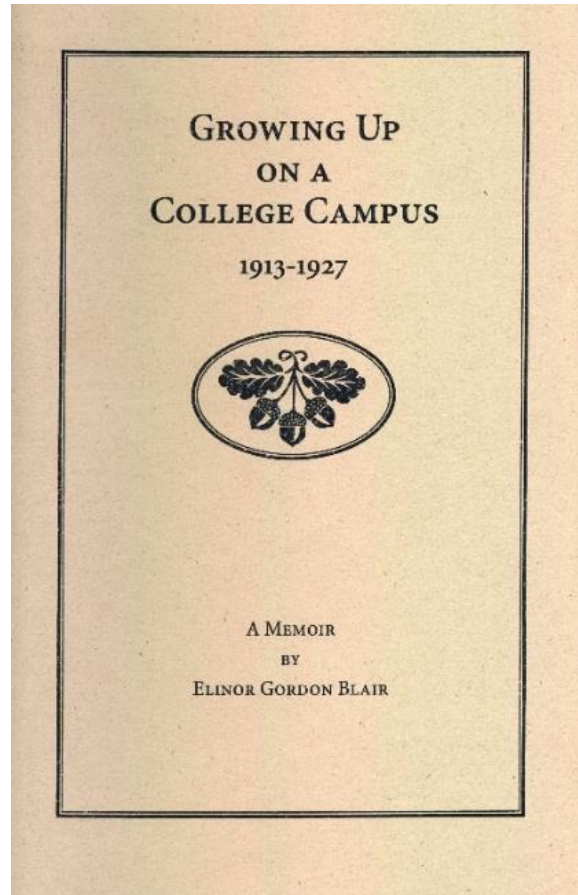 Growing Up
on a
College Campus
1913-1927
A Memoir
by
Elinor Gordon Blair